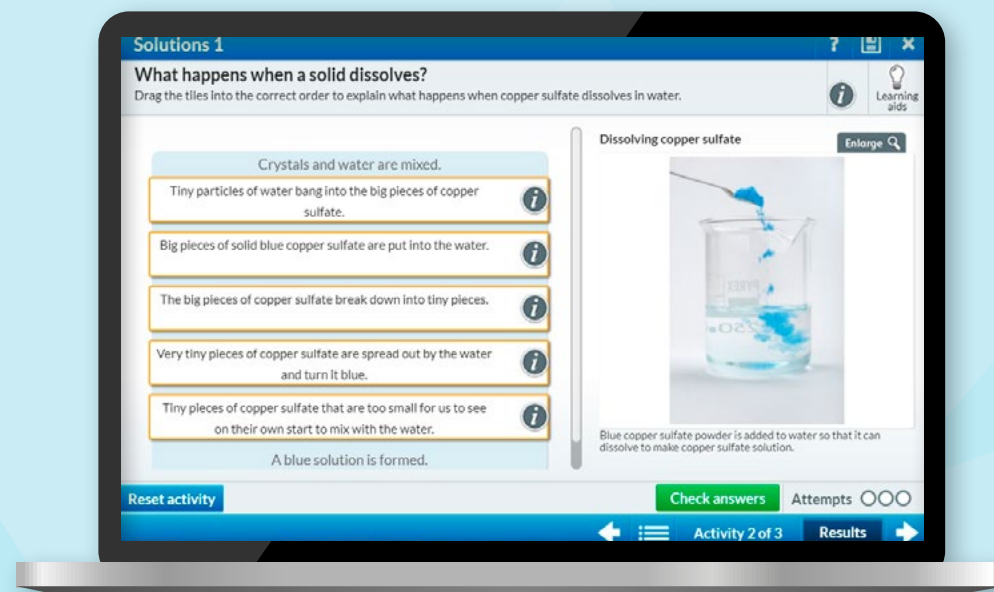 Solutions 1
?
What happens when a solid dissolves?
Drag the tiles into the correct order to explain what happens when copper sulfate dissolves in water.
i
Learning
aids
Crystals and water are mixed.
Tiny particles of water bang into the big pieces of copper
sulfate.
i
Big pieces of solid blue copper sulfate are put into the water.
i
The big pieces of copper sulfate break down into tiny pieces.
i
Very tiny pieces of copper sulfate are spread out by the water
and turn it blue.
i
Tiny pieces of copper sulfate that are too small for us to see
on their own start to mix with the water.
i
A blue solution is formed.
Dissolving copper sulfate
Enlarge
PYREX
250
Blue copper sulfate powder is added to water so that it can
dissolve to make copper sulfate solution.
Reset activity
Check answers
Attempts
Activity 2 of 3
Results